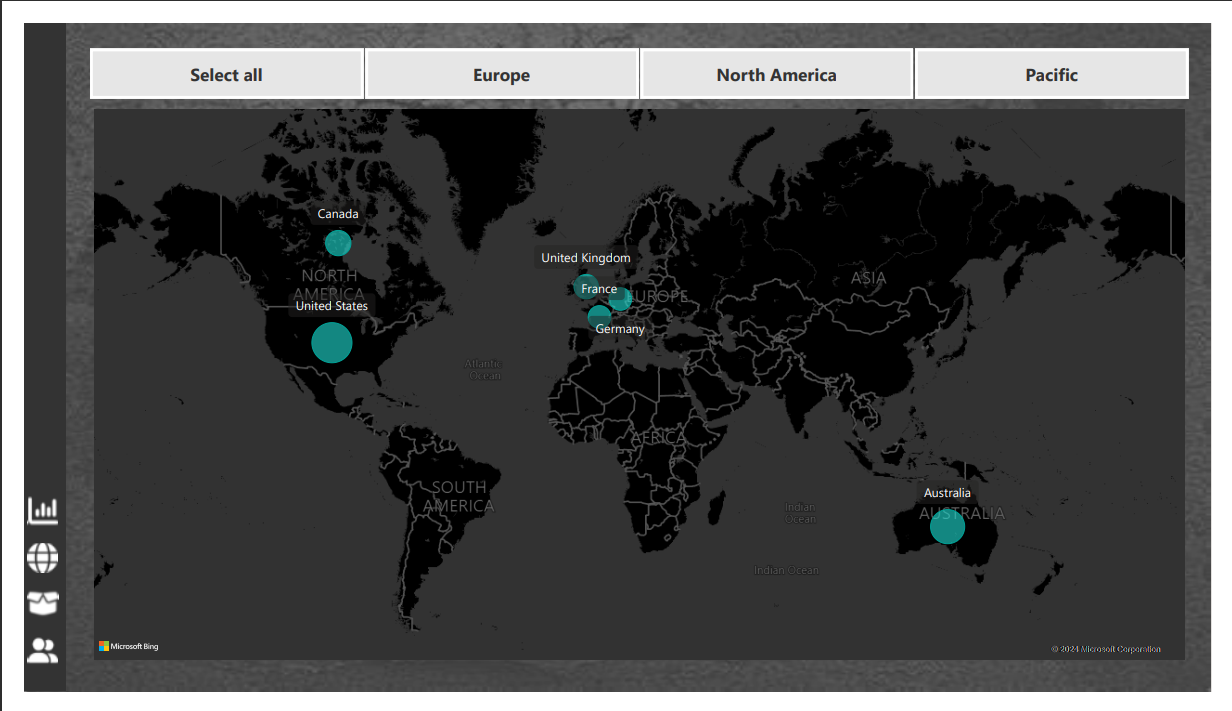 Select all
Europe
North America
Pacific
Canada
NORTH
AMERICA
United States
United Kingdom
France
EUROPE
Germany
ASIA
Atlantic
Ocean
AFRICA
SOUTH
AMERICA
Australia
AUSTRALIA
Indian
Ocean
Indian Ocean
Microsoft Bing
© 2024 Microsoft Corporation